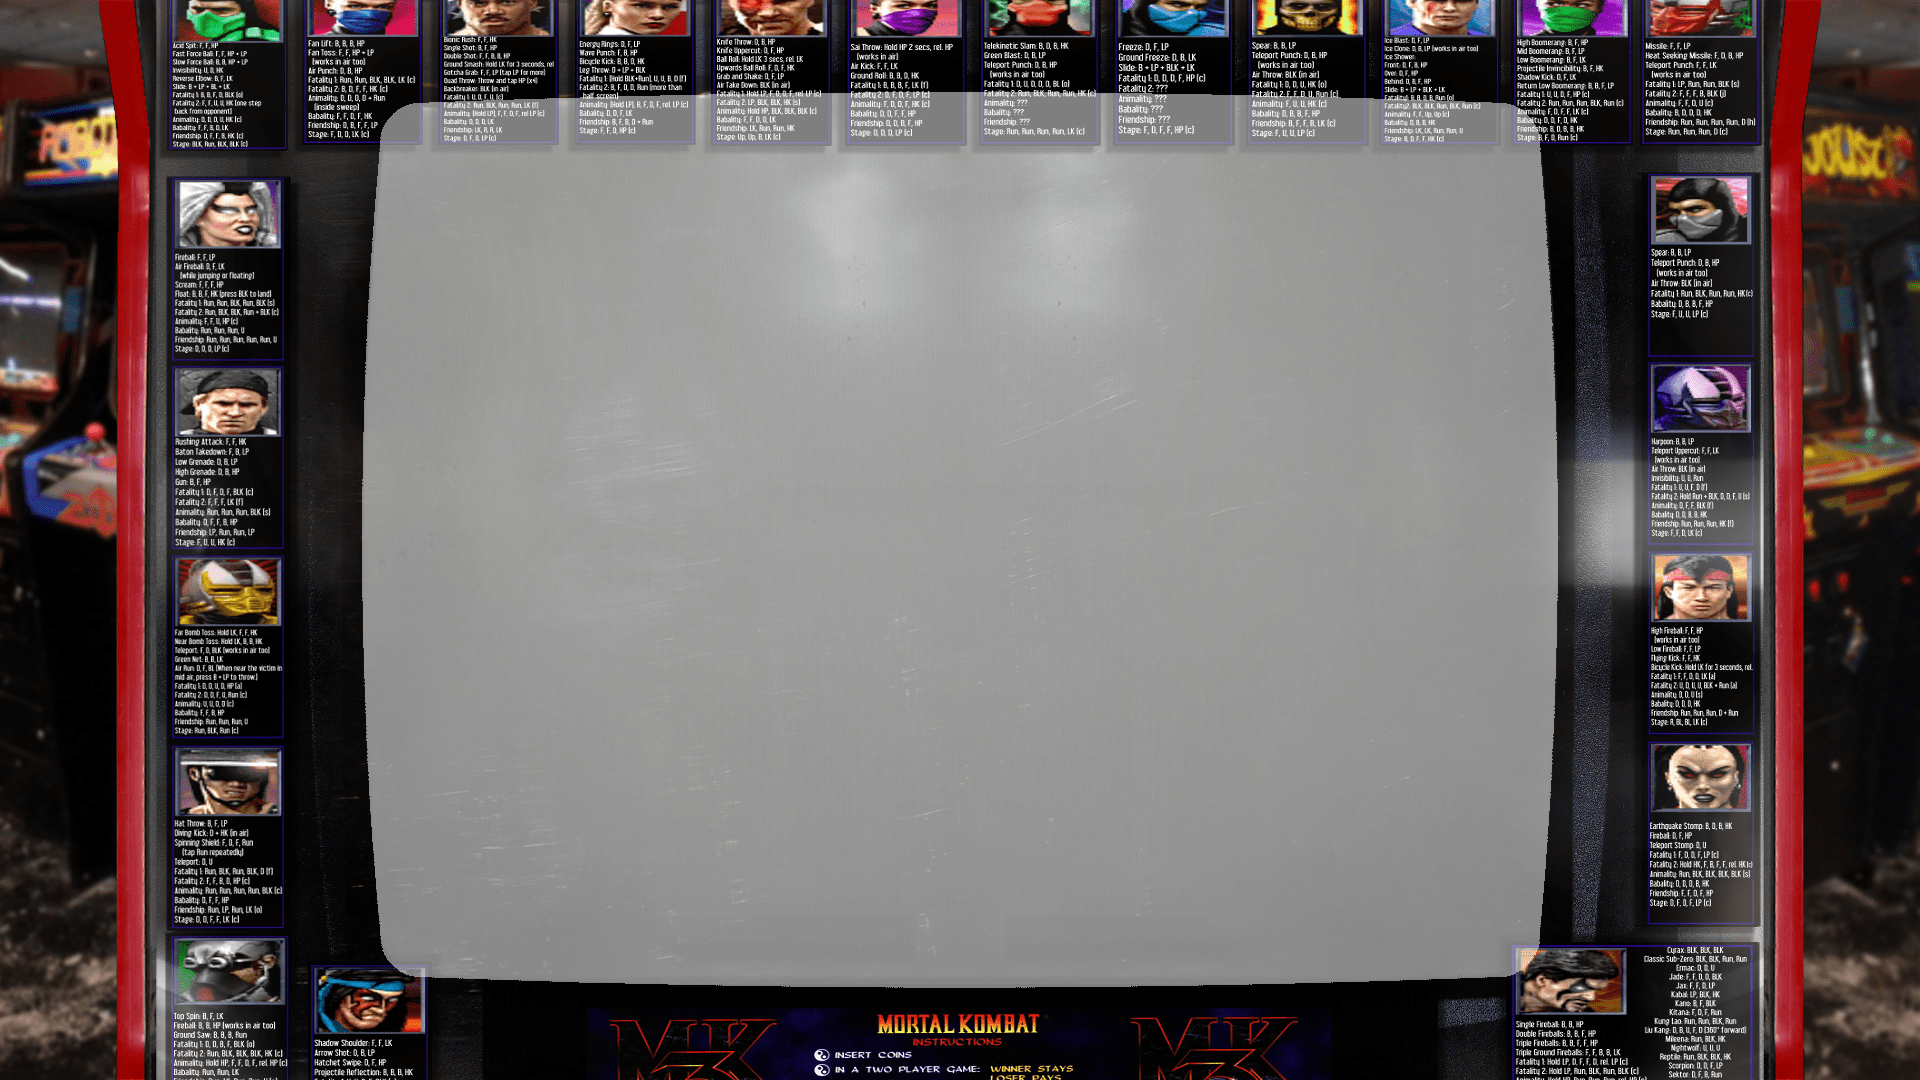 Acid Spit: F, F, HP
Fast Force Ball: F, F, HP + LP
Slow Force Ball: B, B, HP + LP
Invisibility: U, U, HK
Reverse Elbow: B, F, LK
Slide: B + LP + BL + LK
Fatality 1: B, B, F, D, BLK (o)
Fatality 2: F, F, U, U, HK (one step
back from opponent)
Animality: D, D, D, U, HK (c)
Babality: F, F, B, D, LK
Friendship: D, F, F, B, HK (c)
Stage: BLK, Run, BLK, BLK (c)
Fan Lift: B, B, B, HP
Fan Toss: F, F, HP + LP
(works in air too)
Air Punch: D, B, HP
Fatality 1: Run, Run, BLK, BLK, LK (c)
Fatality 2: B, D, F, F, HK (c)
Animality: D, D, D, D + Run
(inside sweep)
Babality: F, F, D, F, HK
Friendship: D, B, F, F, LP
Stage: F, D, D, LK (c)
Bionic Rush: F, F, HK
Single Shot: B, F, HP
Double Shot: F, F, B, B, HP
Ground Smash: Hold LK for 3 seconds, rel
Gotcha Grab: F, F, LP (tap LP for more)
Quad Throw: Throw and tap HP (x4)
Backbreaker: BLK (in air)
Fatality 1: U, D, F, U, (c)
Fatality 2: Run, BLK, Run, Run, LK (f)
Animality: (Hold LP), F, F, D, F, rel LP (c)
Babality: D, D, D, LK
Friendship: LK, R, R, LK
Stage: D, F, D, LP (c)
Energy Rings: D, F, LP
Wave Punch: F, B, HP
Bicycle Kick: B, B, D, HK
Leg Throw: D + LP + BLK
Fatality 1: (Hold BLK+Run), U, U, B, D (f)
Fatality 2: B, F, D, D, Run (more than
half screen)
Animality: (Hold LP), B, F, D, F, rel LP (c)
Babality: D, D, F, LK
Friendship: B, F, B, D + Run
Stage: F, F, D, HP (c)
Knife Throw: D, B, HP
Knife Uppercut: D, F, HP
Ball Roll: Hold LK 3 secs, rel. LK
Upwards Ball Roll: F, D, F, HK
Grab and Shake: D, F, LP
Air Take Down: BLK (in air)
Fatality 1: Hold LP, F, D, D, F, rel LP (c)
Fatality 2: LP, BLK, BLK, HK (s)
Animality: Hold HP, BLK, BLK, BLK (c)
Babality: F, F, D, D, LK
Friendship: LK, Run, Run, HK
Stage: Up, Up, B, LK (c)
Sai Throw: Hold HP 2 secs, rel. HP
(works in air)
Air Kick: F, F, LK
Ground Roll: B, B, D, HK
Fatality 1: B, B, B, F, LK (f)
Fatality 2: D, F, D, F, LP (c)
Animality: F, D, D, F, HK (c)
Babality: D, D, F, F, HP
Friendship: D, D, B, F, HP
Stage: D, D, D, LP (c)
Telekinetic Slam: B, D, B, HK
Green Blast: D, B, LP
Teleport Punch: D, B, HP
(works in air too)
Fatality 1: D, U, D, D, D, BL (o)
Fatality 2: Run, BLK, Run, Run, HK (c)
Animality: ???
Babality: ???
Friendship: ???
Stage: Run, Run, Run, Run, LK (c)
Freeze: D, F, LP
Ground Freeze: D, B, LK
Slide: B + LP + BLK + LK
Fatality 1: D, D, D, F, HP (c)
Fatality 2: ???
Animality: ???
Babality: ???
Friendship: ???
Stage: F, D, F, F, HP (c)
Spear: B, B, LP
Teleport Punch: D, B, HP
(works in air too)
Air Throw: BLK (in air)
Fatality 1: D, D, U, HK (o)
Fatality 2: F, F, D, U, Run (c)
Animality: F, U, U, HK (c)
Babality: D, B, B, F, HP
Friendship: B, F, F, B, LK (c)
Stage: F, U, U, LP (c)
Ice Blast: D, F, LP
Ice Clone: D, B, LP (works in air too)
Ice Shower:
Front: D, F, B, HP
Over: D, F, HP
Behind: D, B, F, HP
Slide: B + LP + BLK + LK
Fatality 1: B, B, D, B, Run (o)
Fatality2: BLK, BLK, Run, BLK, Run (c)
Animality: F, F, Up, Up (c)
Babality: D, B, B, HK
Friendship: LK, LK, Run, Run, U
Stage: B, D, F, F, HK (c)
High Boomerang: B, F, HP
Mid Boomerang: B, F, LP
Low Boomerang: B, F, LK
Projectile Invincibility: B, F, HK
Shadow Kick: D, F, LK
Return Low Boomerang: B, B, F, LP
Fatality 1: U, U, D, F, HP (c)
Fatality 2: Run, Run, Run, BLK, Run (c)
Animality: F, D, F, F, LK (c)
Babality: D, D, F, D, HK
Friendship: B, D, B, B, HK
Stage: B, F, D, Run (c)
Missile: F, F, LP
Heat Seeking Missile: F, D, B, HP
Teleport Punch: F, F, LK
(works in air too)
Fatality 1: LP, Run, Run, BLK (s)
Fatality 2: F, F, F, B, BLK (j)
Animality: F, F, D, U (c)
Babality: B, D, D, D, HK
Friendship: Run, Run, Run, Run, D (h)
Stage: Run, Run, Run, D (c)
Fireball: F, F, LP
Air Fireball: D, F, LK
(while jumping or floating)
Scream: F, F, F, HP
Float: B, B, F, HK (press BLK to land)
Fatality 1: Run, Run, BLK, Run, BLK (s)
Fatality 2: Run, BLK, BLK, Run + BLK (c)
Animality: F, F, U, HP (c)
Babality: Run, Run, Run, U
Friendship: Run, Run, Run, Run, Run, U
Stage: D, D, D, LP (c)
Rushing Attack: F, F, HK
Baton Takedown: F, B, LP
Low Grenade: D, B, LP
High Grenade: D, B, HP
Gun: B, F, HP
Fatality 1: D, F, D, F, BLK (c)
Fatality 2: F, F, F, LK (f)
Animality: Run, Run, Run, BLK (s)
Babality: D, F, F, B, HP
Friendship: LP, Run, Run, LP
Stage: F, U, U, HK (c)
Far Bomb Toss: Hold LK, F, F, HK
Near Bomb Toss: Hold LK, B, B, HK
Teleport: F, D, BLK (works in air too)
Green Net: B, B, LK
Air Run: D, F, BL (When near the victim in
mid air, press B + LP to throw.)
Fatality 1: D, D, U, D, HP (a)
Fatality 2: D, D, F, U, Run (c)
Animality: U, U, D, D (c)
Babality: F, F, B, HP
Friendship: Run, Run, Run, U
Stage: Run, BLK, Run (c)
Hat Throw: B, F, LP
Diving Kick: D + HK (in air)
Spinning Shield: F, D, F, Run
(tap Run repeatedly)
Teleport: D, U
Fatality 1: Run, BLK, Run, BLK, D (f)
Fatality 2: F, F, B, D, HP (c)
Animality: Run, Run, Run, Run, BLK (c)
Babality: D, F, F, HP
Friendship: Run, LP, Run, LK (o)
Stage: D, D, F, F, LK (c)
Top Spin: B, F, LK
Fireball: B, B, HP (works in air too)
Ground Saw: B, B, B, Run
Fatality 1: D, D, B, F, BLK (o)
Fatality 2: Run, BLK, BLK, BLK, HK (c)
Animality: Hold HP, F, F, D, F, rel HP (c)
Babality: Run, Run, LK
Shadow Shoulder: F, F, LK
Arrow Shot: D, B, LP
Hatchet Swipe: D, F, HP
Projectile Reflection: B, B, B, HK
Spear: B, B, LP
Teleport Punch: D, B, HP
(works in air too)
Air Throw: BLK (in air)
Fatality 1: Run, BLK, Run, Run, HK(c)
Babality: D, B, B, F, HP
Stage: F, U, U, LP (c)
Harpoon: B, B, LP
Teleport Uppercut: F, F, LK
(works in air too)
Air Throw: BLK (in air)
Invisibility: U, U, Run
Fatality 1: U, U, F, D (f)
Fatality 2: Hold Run + BLK, D, D, F, U (s)
Animality: D, F, F, BLK (f)
Babality: D, D, B, B, HK
Friendship: Run, Run, Run, HK (f)
Stage: F, F, D, LK (c)
High Fireball: F, F, HP
(works in air too)
Low Fireball: F, F, LP
Flying Kick: F, F, HK
Bicycle Kick: Hold LK for 3 seconds, rel.
Fatality 1: F, F, D, D, LK (a)
Fatality 2: U, D, U, U, BLK + Run (a)
Animality: D, D, U (s)
Babality: D, D, D, HK
Friendship: Run, Run, Run, D + Run
Stage: R, BL, BL, LK (c)
Earthquake Stomp: B, D, B, HK
Fireball: D, F, HP
Teleport Stomp: D, U
Fatality 1: F, D, D, F, LP (c)
Fatality 2: Hold HK, F, B, F, F, rel. HK(c)
Animality: Run, BLK, BLK, BLK, BLK (s)
Babality: D, D, D, B, HK
Friendship: F, F, D, F, HP
Stage: D, F, D, F, LP (c)
Single Fireball: B, B, HP
Double Fireballs: B, B, F, HP
Triple Fireballs: B, B, F, F, HP
Triple Ground Fireballs: F, F, B, B, LK
Fatality 1: Hold LP, D, F, F, D, rel. LP (c)
Fatality 2: Hold LP, Run, BLK, Run, BLK (c)
Cyrax: BLK, BLK, BLK
Classic Sub-Zero: BLK, BLK, Run, Run
Ermac: D, D, U
Jade: F, F, D, D, BLK
Jax: F, F, D, LP
Kabal: LP, BLK, HK
Kano: B, F, BLK
Kitana: F, D, F, Run
Kung Lao: Run, Run, BLK, Run
Liu Kang: D, B, U, F, D (360° forward)
Mileena: Run, BLK, HK
Nightwolf: U, U, U
Reptile: Run, BLK, BLK, HK
Scorpion: D, D, F, LP
Sektor: D, F, B, Run
MORTAL KOMBAT
INSTRUCTIONS
INSERT COINS
IN A TWO PLAYER GAME: WINNER STAYS
LOSER PAYS
MK3
MK3
ROBO
JOUST